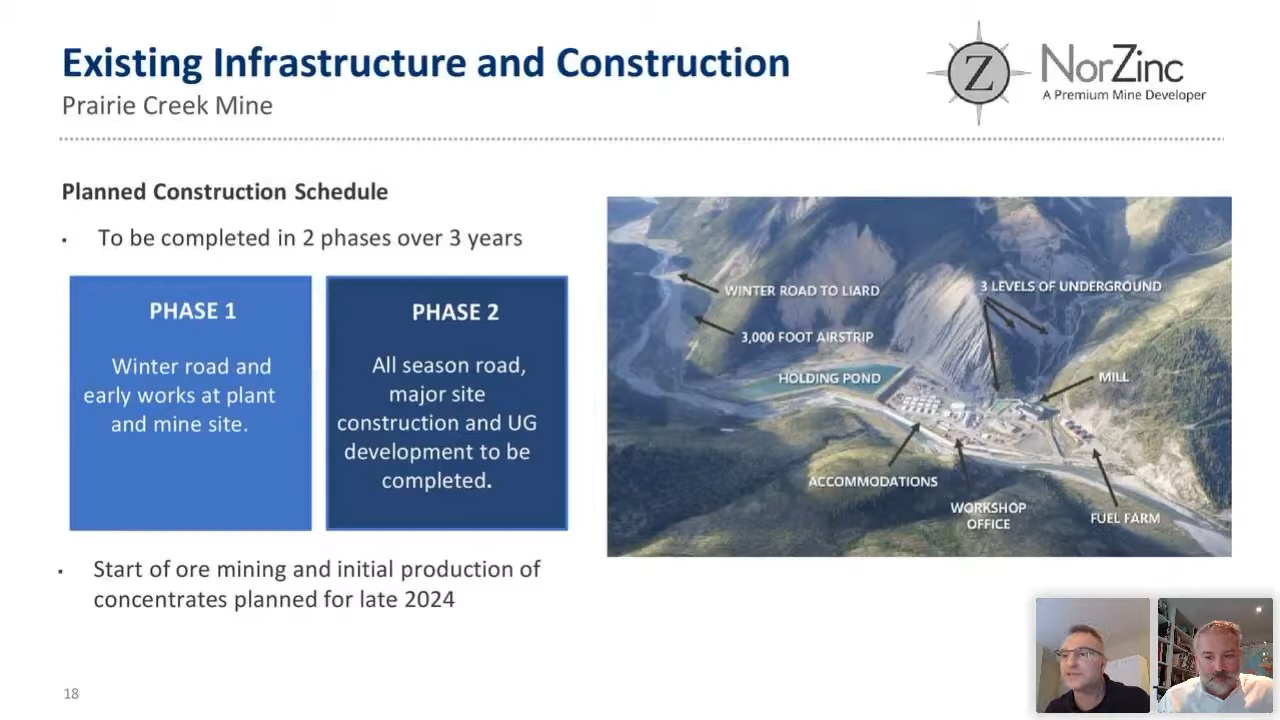 Existing Infrastructure and Construction
Prairie Creek Mine
Z
NorZinc
A Premium Mine Developer
Planned Construction Schedule
▪ To be completed in 2 phases over 3 years
PHASE 1
Winter road and
early works at plant
and mine site.
PHASE 2
All season road,
major site
construction and UG
development to be
completed.
▪ Start of ore mining and initial production of
concentrates planned for late 2024
WINTER ROAD TO LIARD
3 LEVELS OF UNDERGROUND
3,000 FOOT AIRSTRIP
HOLDING POND
MILL
ACCOMMODATIONS
WORKSHOP
OFFICE
FUEL FARM
18